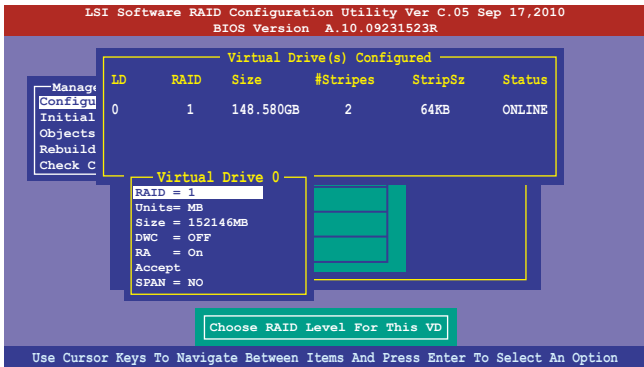 LSI Software RAID Configuration Utility Ver C.05 Sep 17,2010
BIOS Version A.10.09231523R
Virtual Drive(s) Configured
LD RAID Size #Stripes StripSz Status
0 1 148.580GB 2 64KB ONLINE
Manage
Configu
Initial
Objects
Rebuild
Check C
Virtual Drive 0
RAID = 1
Units= MB
Size = 152146MB
DWC = OFF
RA = On
Accept
SPAN = NO
Choose RAID Level For This VD
Use Cursor Keys To Navigate Between Items And Press Enter To Select An Option